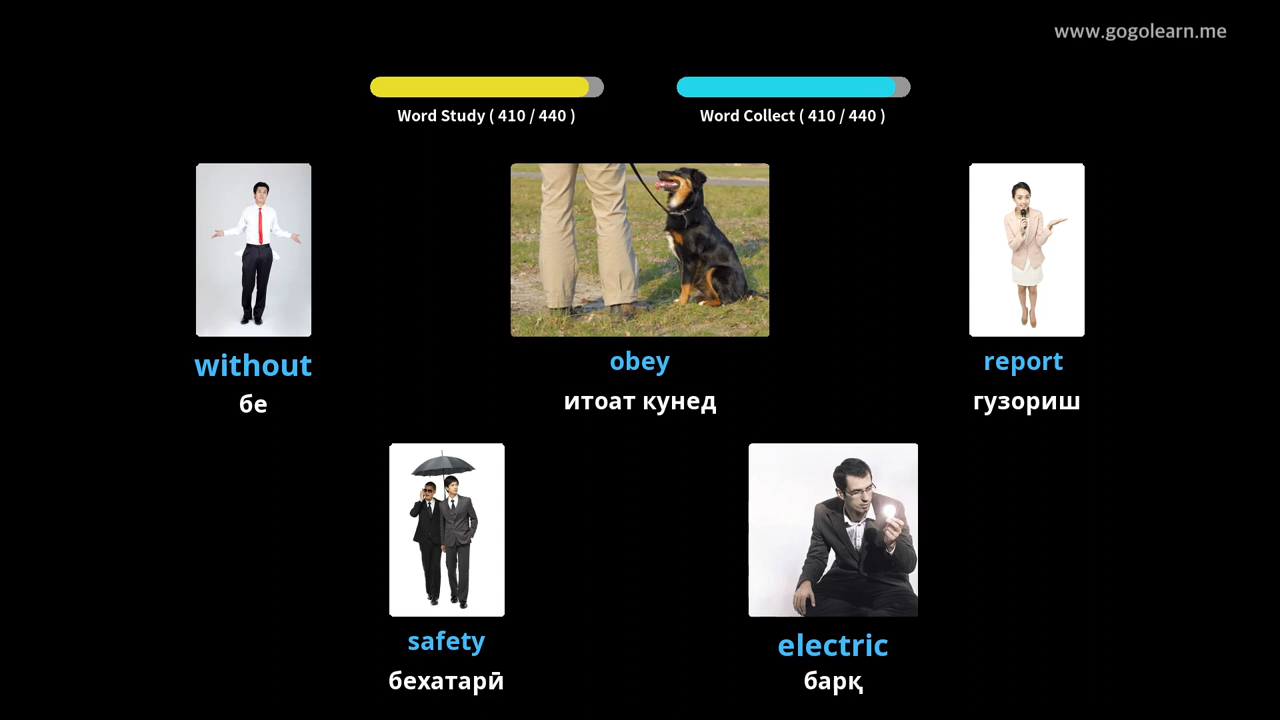 www.gogolearn.me
Word Study ( 410 / 440 )
Word Collect ( 410 / 440 )
without
бе
obey
итоат кунед
report
гузориш
safety
бехатарӣ
electric
барқ